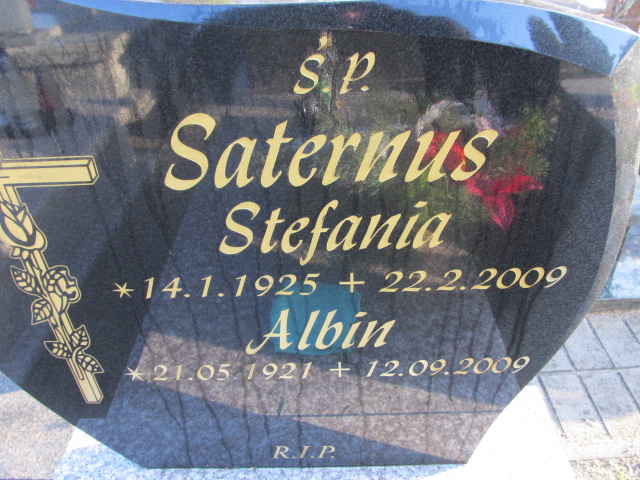 Ś.P.
Saternus
Stefania
*14.1.1925 + 22.2.2009
Albin
*21.05 1921 + 12.09.2009
R.I.P.